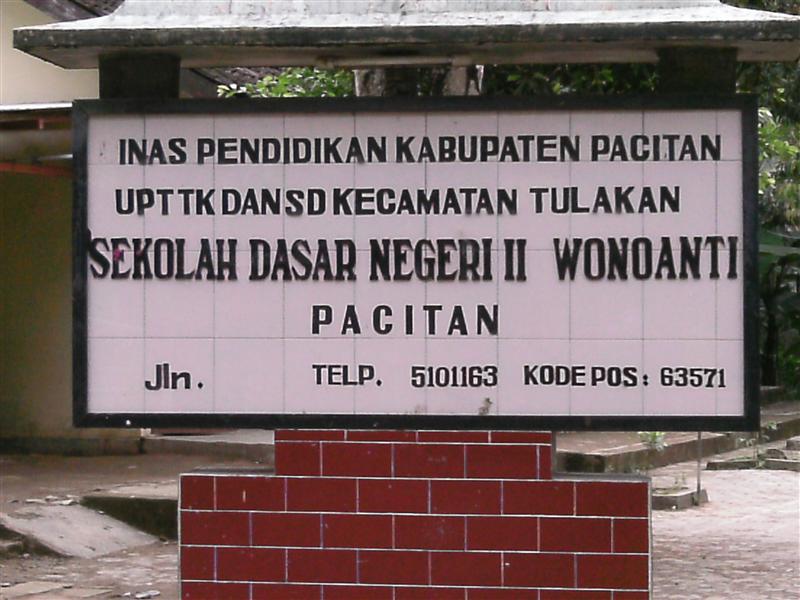 INAS PENDIDIKAN KABUPATEN PACITAN
UPT TK DAN SD KECAMATAN TULAKAN
SEKOLAH DASAR NEGERI II WONOANTI
PACITAN
Jln. TELP. 5101163 KODE POS: 63571